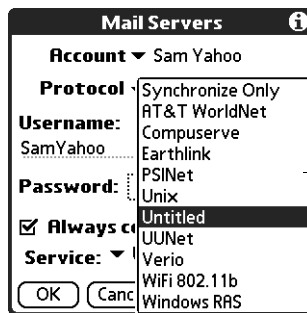 Mail Servers
Account Sam Yahoo
Protocol
Username:
SamYahoo
Password:
Always
Service:
OK
Synchronize Only
AT&T WorldNet
Compuserve
Earthlink
PSINet
Unix
Untitled
UUNet
Verio
WiFi 802.11b
Windows RAS